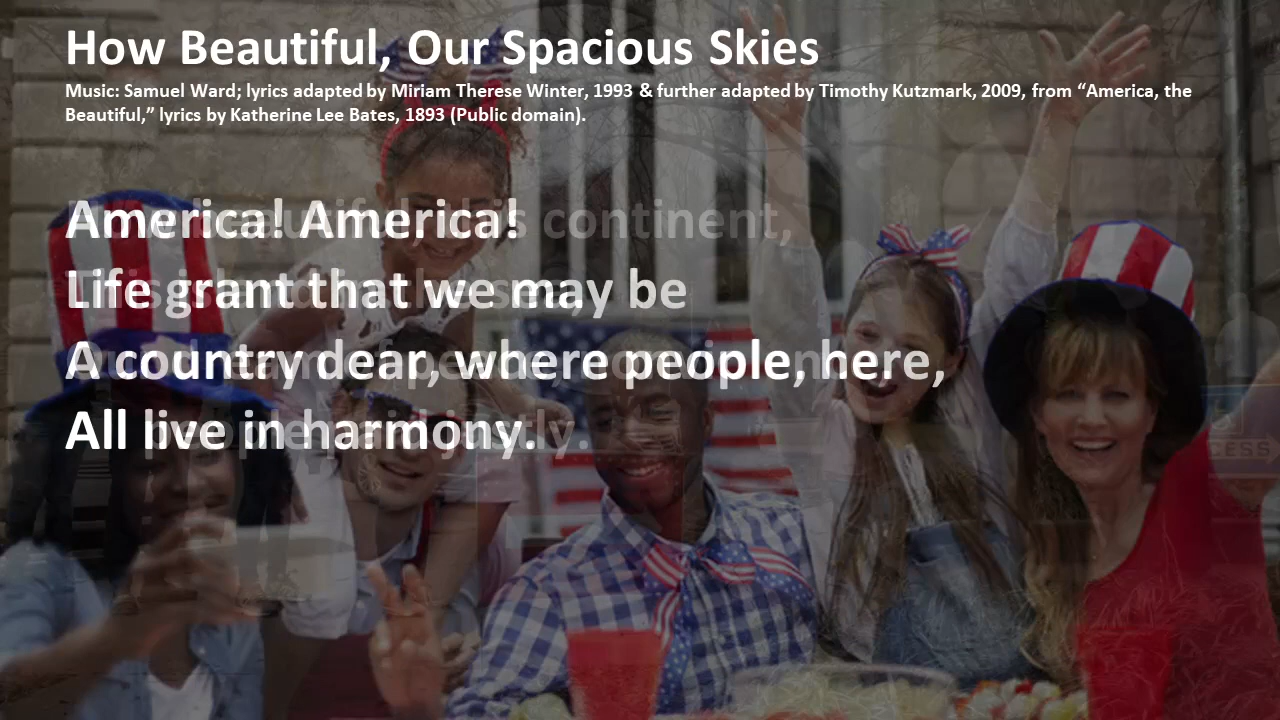 How Beautiful, Our Spacious Skies
Music: Samuel Ward; lyrics adapted by Miriam Therese Winter, 1993 & further adapted by Timothy Kutzmark, 2009, from “America, the
Beautiful,” lyrics by Katherine Lee Bates, 1893 (Public domain).
America! America!
Life grant that we may be
A country dear, where people, here,
All live in harmony.
continent,